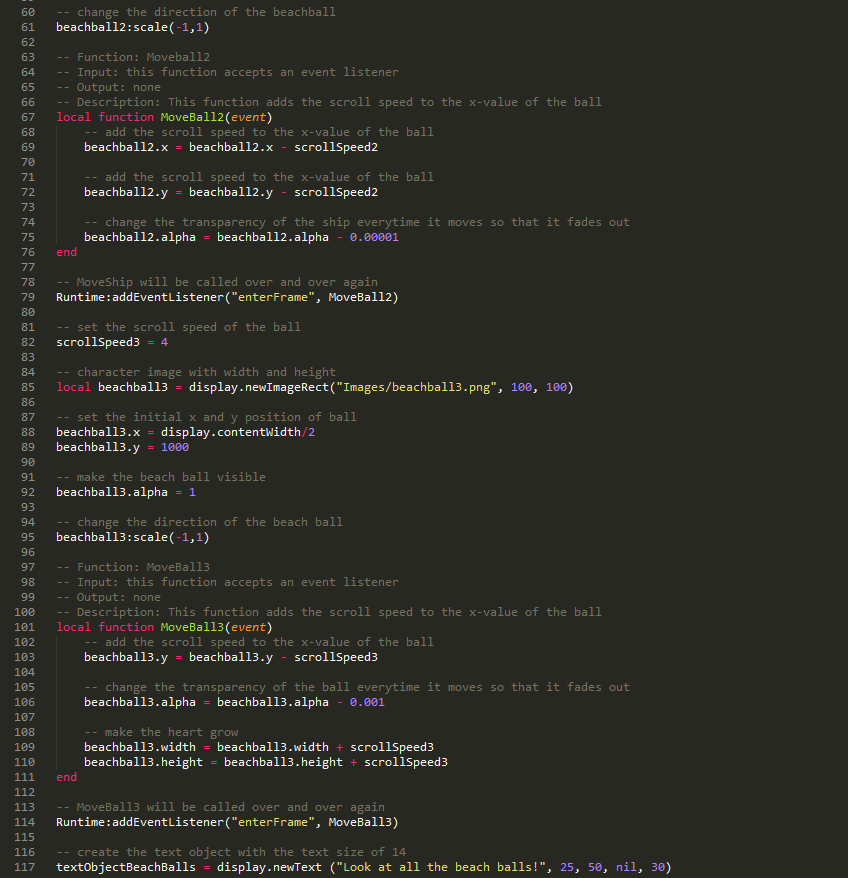 60 -- change the direction of the beachball
61 beachball2:scale(-1,1)
62
63 -- Function: Moveball2
64 -- Input: this function accepts an event listener
65 -- Output: none
66 -- Description: This function adds the scroll speed to the x-value of the ball
67 local function MoveBall2(event)
68     -- add the scroll speed to the x-value of the ball
69     beachball2.x = beachball2.x - scrollSpeed2
70
71     -- add the scroll speed to the x-value of the ball
72     beachball2.y = beachball2.y - scrollSpeed2
73
74     -- change the transparency of the ship everytime it moves so that it fades out
75     beachball2.alpha = beachball2.alpha - 0.00001
76 end
77
78 -- MoveShip will be called over and over again
79 Runtime:addEventListener("enterFrame", MoveBall2)
80
81 -- set the scroll speed of the ball
82 scrollSpeed3 = 4
83
84 -- character image with width and height
85 local beachball3 = display.newImageRect("Images/beachball3.png", 100, 100)
86
87 -- set the initial x and y position of ball
88 beachball3.x = display.contentWidth/2
89 beachball3.y = 1000
90
91 -- make the beach ball visible
92 beachball3.alpha = 1
93
94 -- change the direction of the beach ball
95 beachball3:scale(-1,1)
96
97 -- Function: MoveBall3
98 -- Input: this function accepts an event listener
99 -- Output: none
100 -- Description: This function adds the scroll speed to the x-value of the ball
101 local function MoveBall3(event)
102     -- add the scroll speed to the x-value of the ball
103     beachball3.y = beachball3.y - scrollSpeed3
104
105     -- change the transparency of the ball everytime it moves so that it fades out
106     beachball3.alpha = beachball3.alpha - 0.001
107
108     -- make the heart grow
109     beachball3.width = beachball3.width + scrollSpeed3
110     beachball3.height = beachball3.height + scrollSpeed3
111 end
112
113 -- MoveBall3 will be called over and over again
114 Runtime:addEventListener("enterFrame", MoveBall3)
115
116 -- create the text object with the text size of 14
117 textObjectBeachBalls = display.newText ("Look at all the beach balls!", 25, 50, nil, 30)